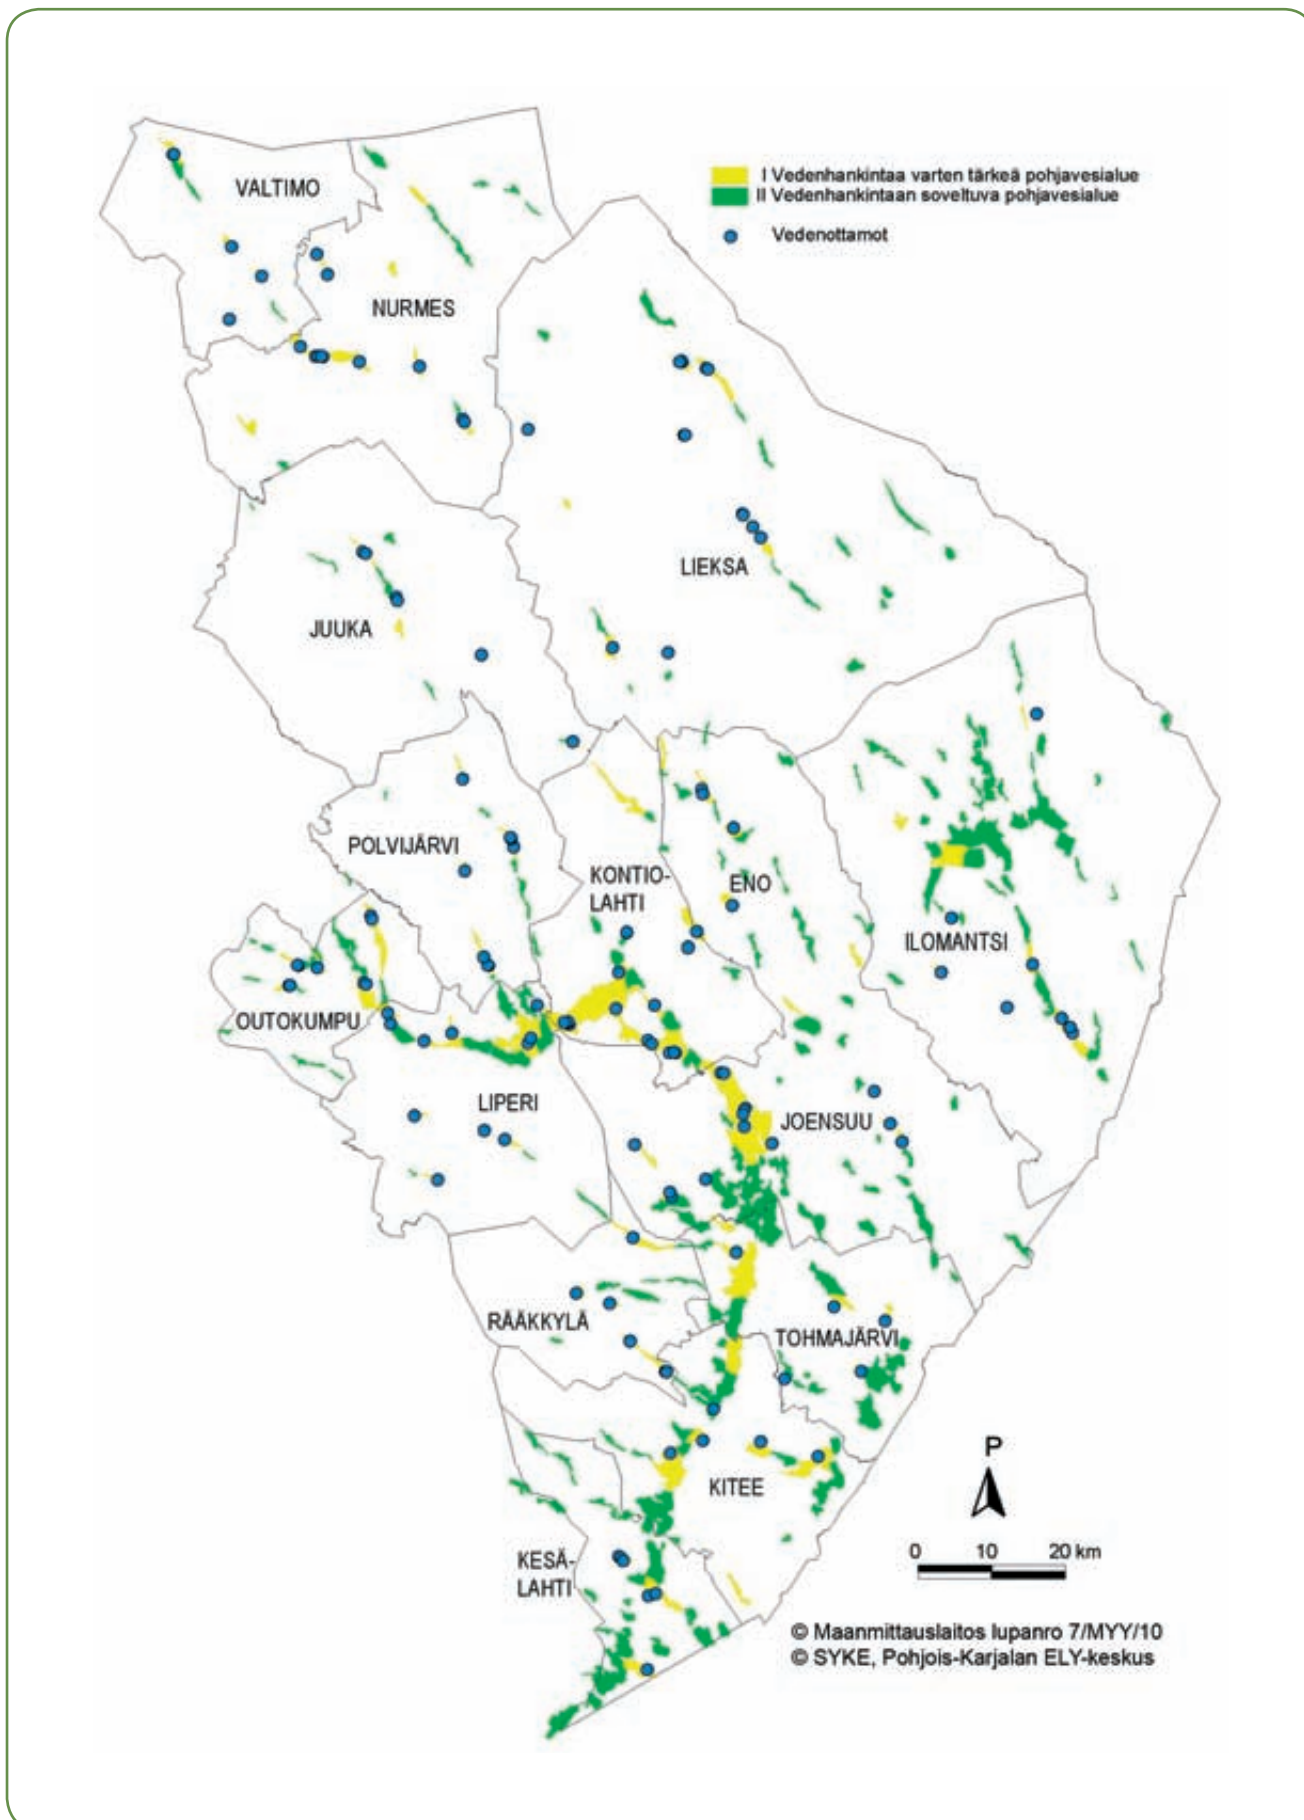 I Vedenhankintaa varten tärkeä pohjavesialue
II Vedenhankintaan soveltuva pohjavesialue
Vedenottamot
VALTIMO
NURMES
LIEKSA
JUUKA
POLVIJÄRVI
KONTIO-
LAHTI
ENO
ILOMANTSI
OUTOKUMPU
LIPERI
JOENSUU
RÄÄKKYLÄ
TOHMAJÄRVI
KITEE
KESÄ-
LAHTI
P
0 10 20 km
© Maanmittauslaitos lupanro 7/MYY/10
© SYKE, Pohjois-Karjalan ELY-keskus